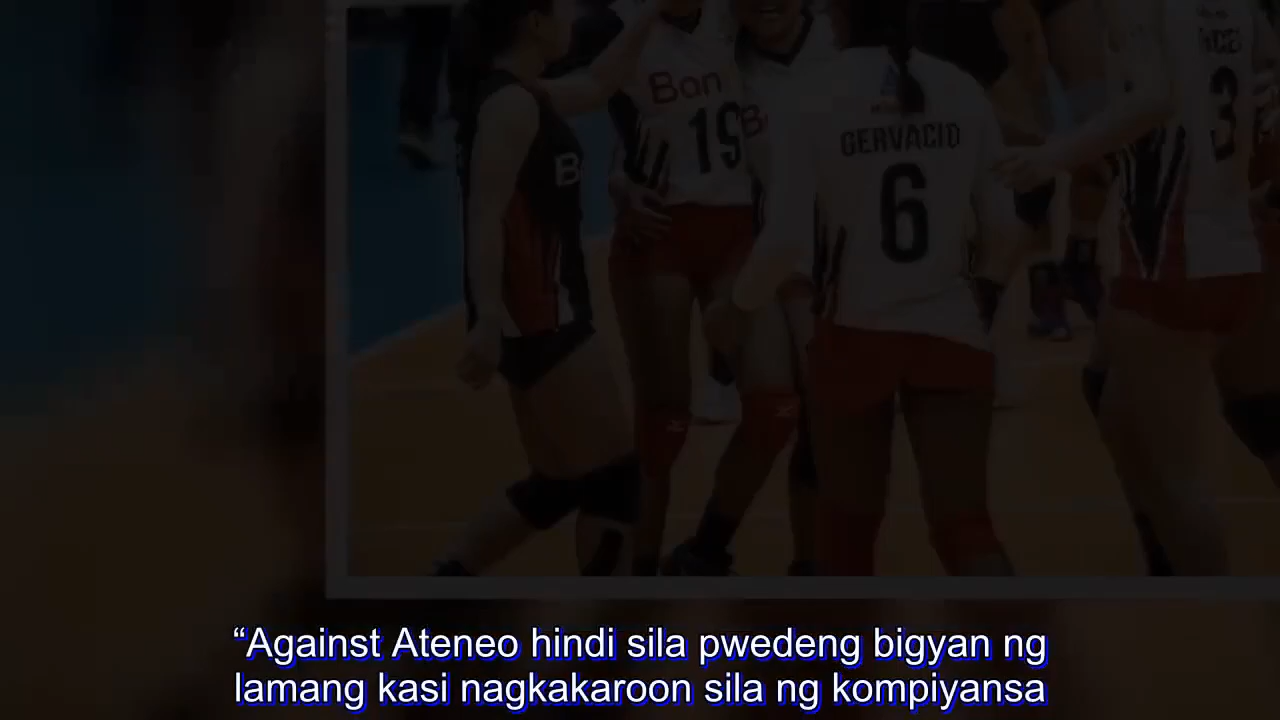 Bon
19
B
GERVACIO
6
3
B
“Against Ateneo hindi sila pwedeng bigyan ng
lamang kasi nagkakaroon sila ng kompiyansa